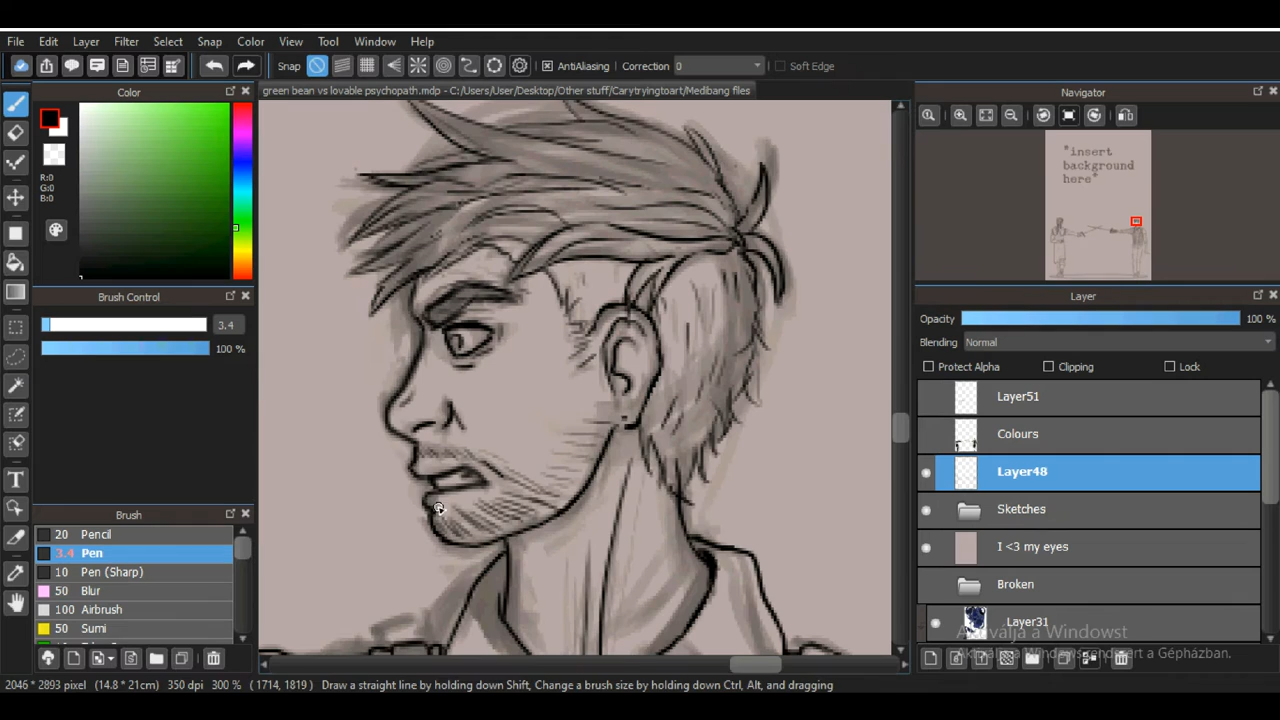 File Edit Layer Filter Select Snap Color View Tool Window Help
Snap AntiAliasing Correction 0 Soft Edge
Color
green bean vs lovable psychopath.mdp - C:/Users/User/Desktop/Other stuff/Carytryingtoart/Medibang files
Navigator
*insert
background
here*
R:0
G:0
B:0
Brush Control
3.4
100 %
Layer
Opacity 100 %
Blending Normal
Protect Alpha Clipping Lock
Layer51
Colours
Layer48
Sketches
I <3 my eyes
Broken
Layer31
Brush
20 Pencil
3.4 Pen
10 Pen (Sharp)
50 Blur
100 Airbrush
50 Sumi
Aktiválja a Windowst
Aktiválja a Windows rendszert a Gépházban.
2046 * 2893 pixel (14.8 * 21cm) 350 dpi 300 % ( 1714, 1819 ) Draw a straight line by holding down Shift, Change a brush size by holding down Ctrl, Alt, and dragging